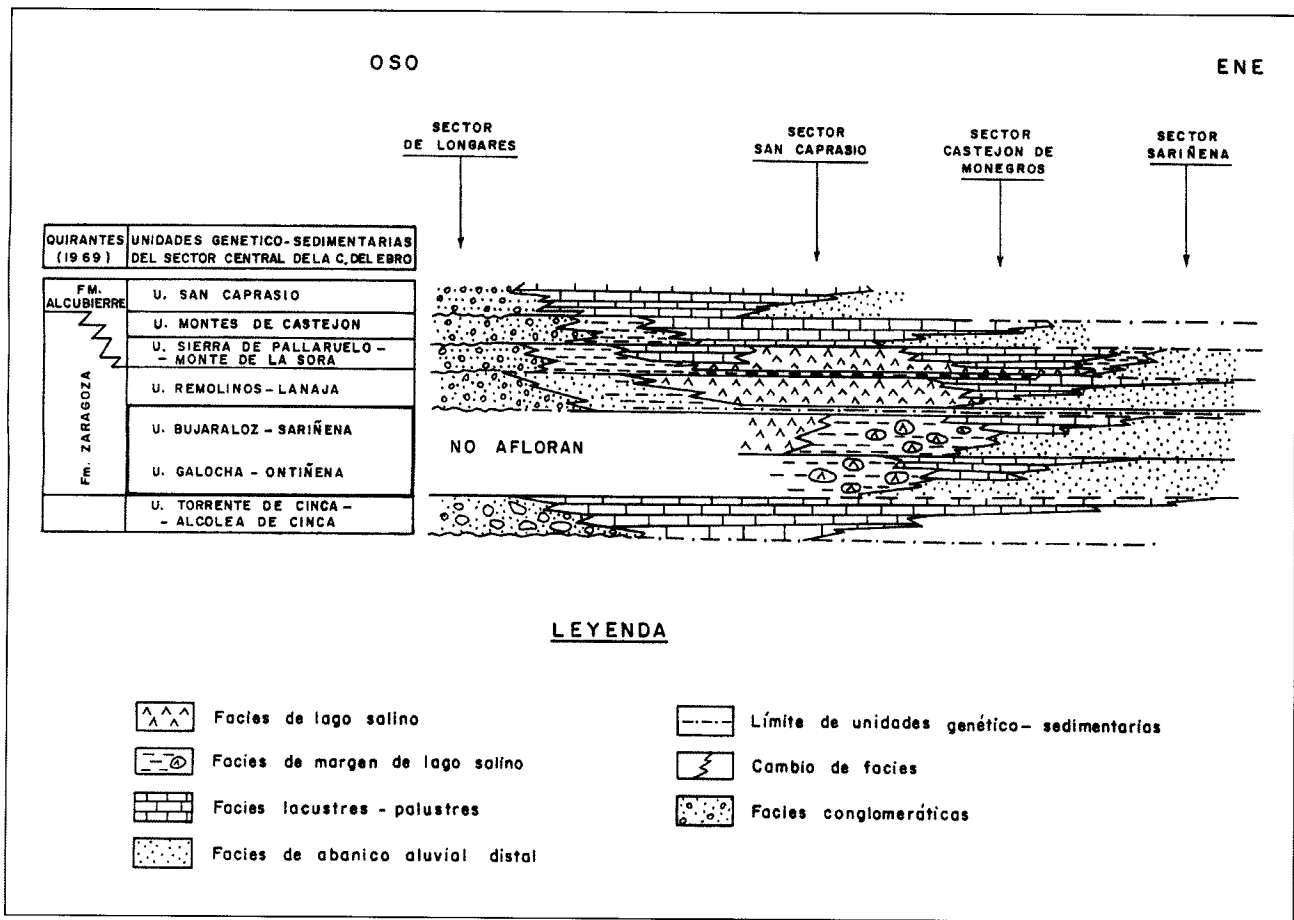 OSO
ENE
SECTOR
DE LONGARES
SECTOR
SAN CAPRASIO
SECTOR
CASTEJON DE
MONEGROS
SECTOR
SARIÑENA
QUIRANTES
(1969)
UNIDADES GENETICO-SEDIMENTARIAS
DEL SECTOR CENTRAL DE LA C. DEL EBRO
FM.
ALCUBIERRE
U. SAN CAPRASIO
U. MONTES DE CASTEJON
U. SIERRA DE PALLARUELO-
- MONTE DE LA SORA
Fm. ZARAGOZA
U. REMOLINOS-LANAJA
U. BUJARALOZ-SARIÑENA
U. GALOCHA-ONTIÑENA
NO AFLORAN
U. TORRENTE DE CINCA-
- ALCOLEA DE CINCA
LEYENDA
Facies de lago salino
Facies de margen de lago salino
Facies lacustres - palustres
Facies de abanico aluvial distal
Límite de unidades genético-sedimentarias
Cambio de facies
Facies conglomeráticas